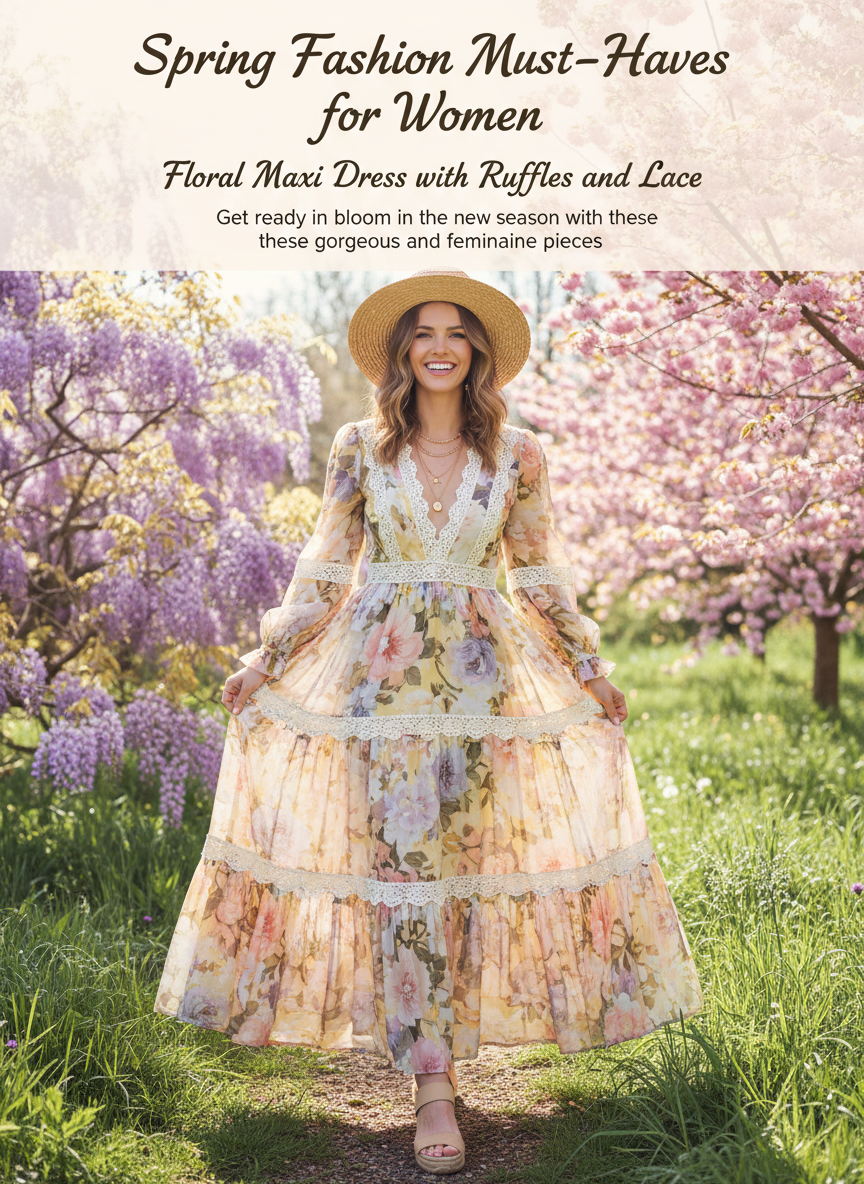 Spring Fashion Must-Haves
for Women
Floral Maxi Dress with Ruffles and Lace
Get ready in bloom in the new season with these
these gorgeous and feminaine pieces